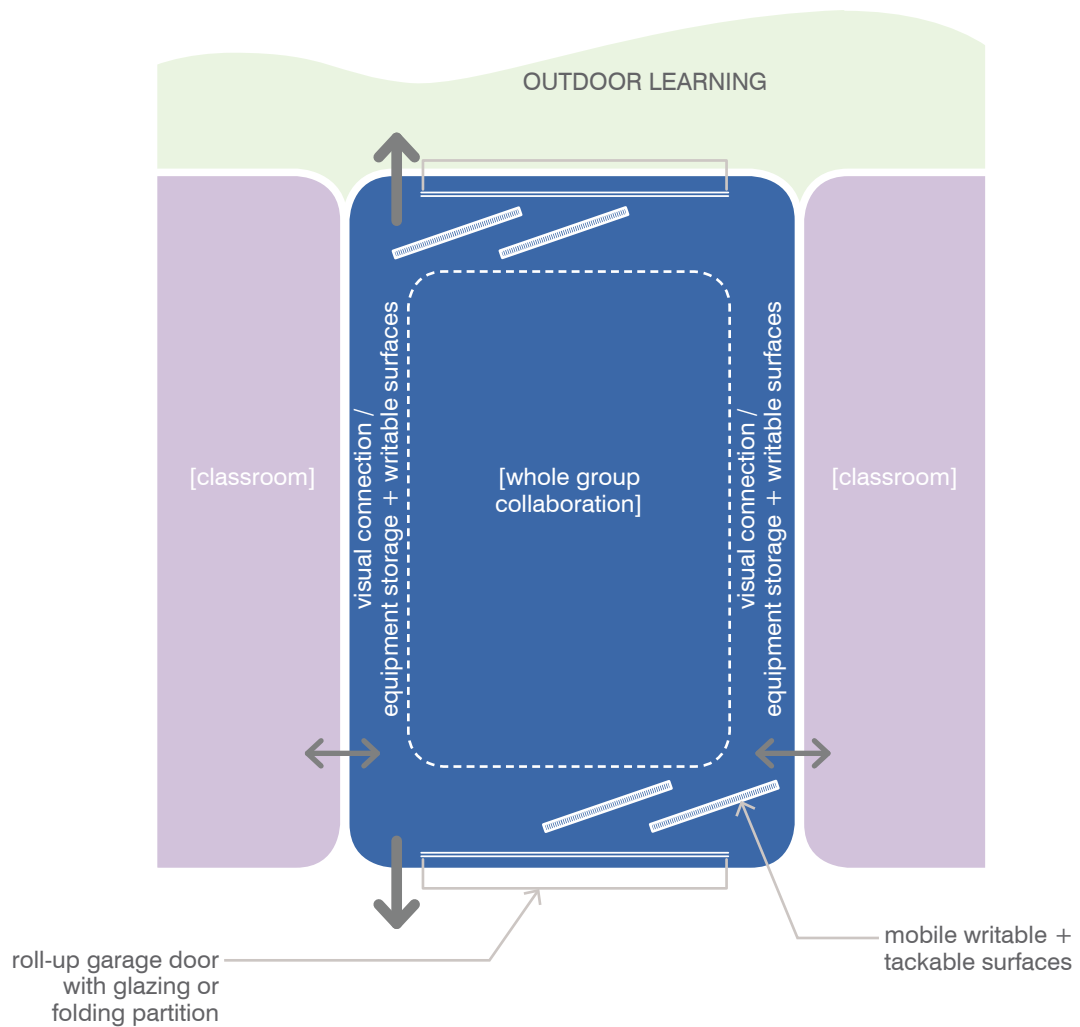 OUTDOOR LEARNING
[classroom]
visual connection /
equipment storage + writable surfaces
[whole group
collaboration]
visual connection /
equipment storage + writable surfaces
[classroom]
roll-up garage door
with glazing or
folding partition
mobile writable +
tackable surfaces